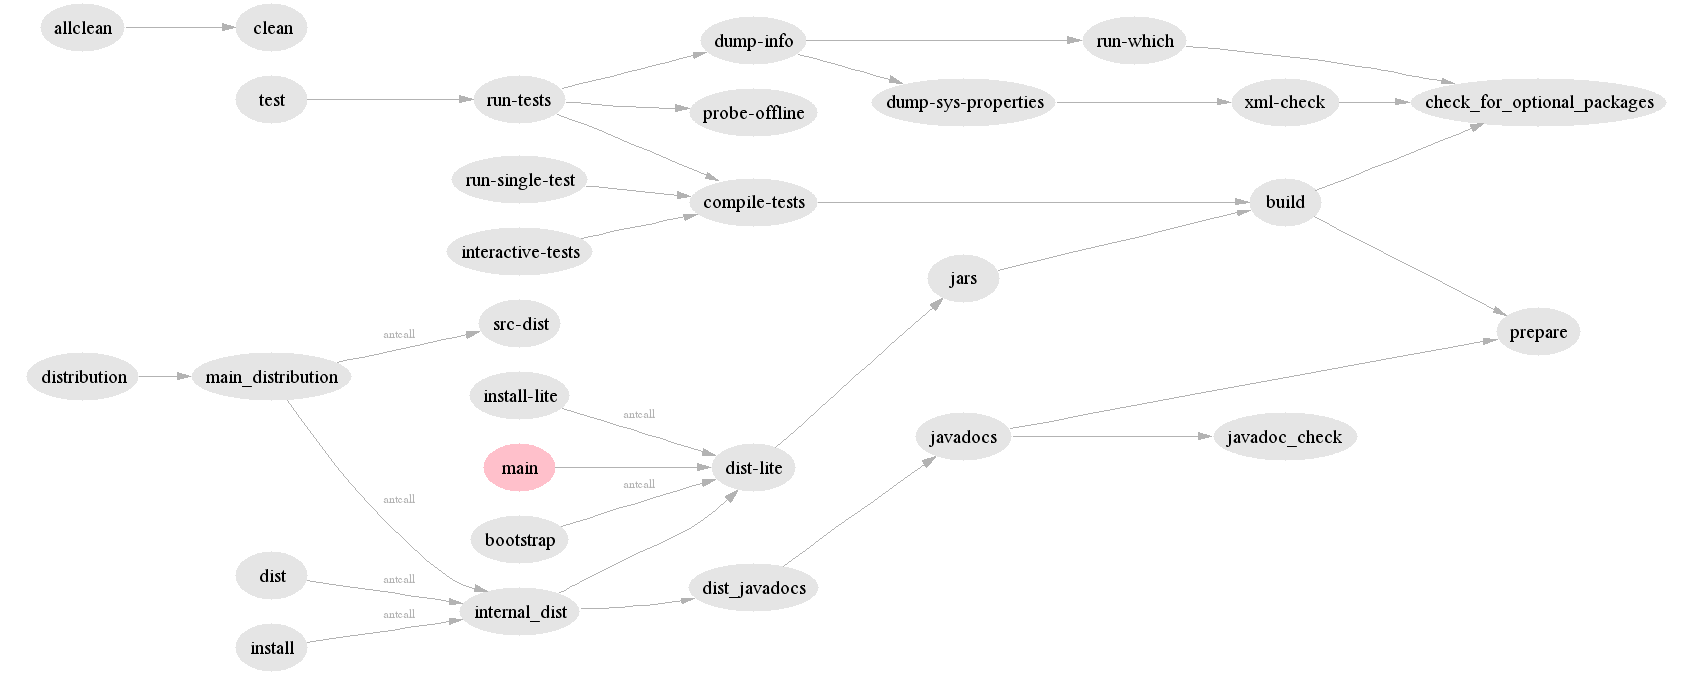 allclean
clean
dump-info
run-which
test
run-tests
probe-offline
dump-sys-properties
xml-check
check_for_optional_packages
run-single-test
compile-tests
build
interactive-tests
jars
src-dist
antcall
prepare
distribution
main_distribution
install-lite
antcall
javadocs
javadoc_check
main
dist-lite
antcall
antcall
bootstrap
dist
antcall
dist_javadocs
internal_dist
antcall
install